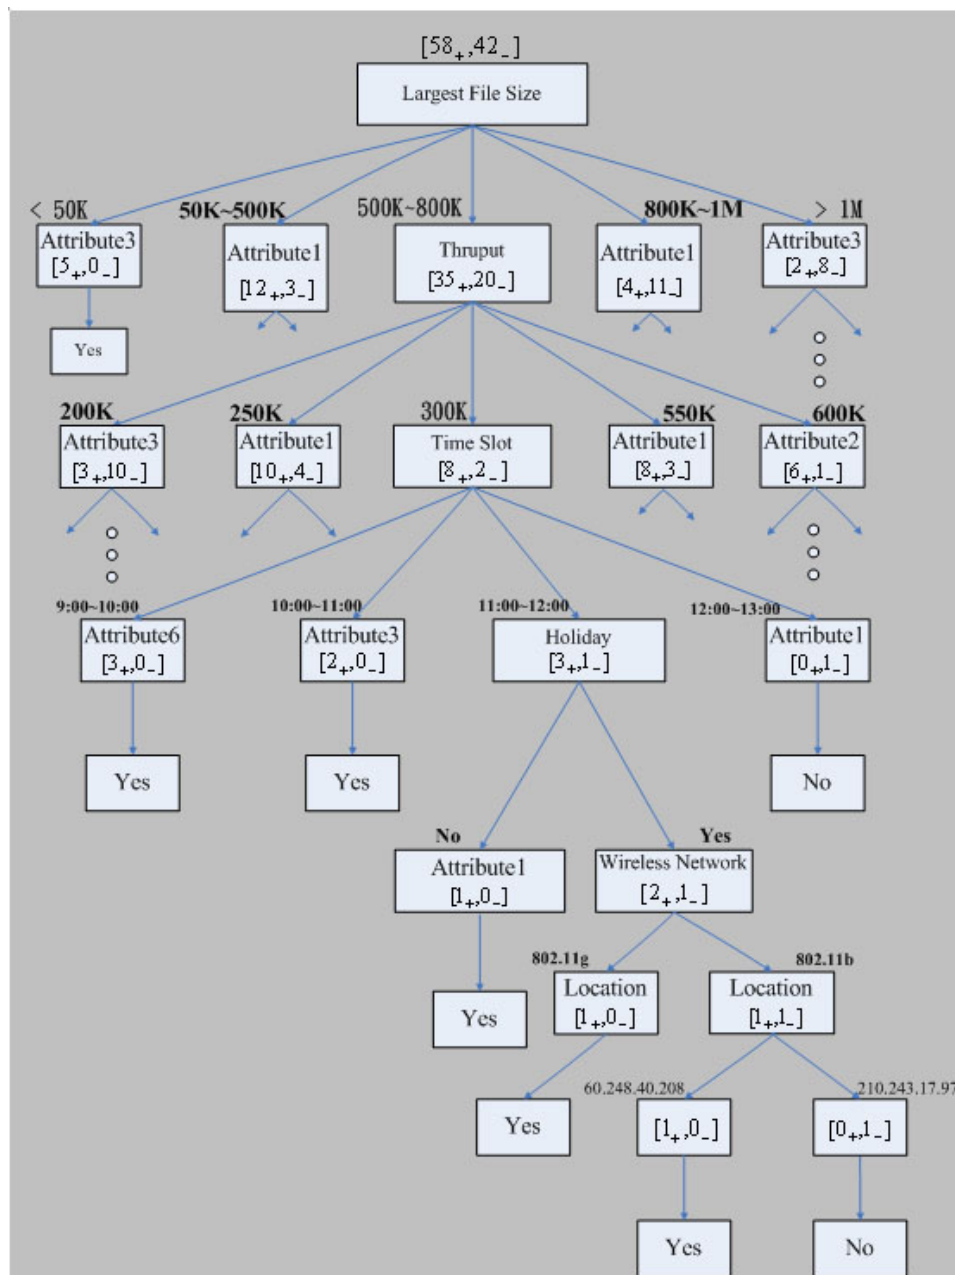 [58+,42-]
Largest File Size
< 50K
50K~500K
500K~800K
800K~1M
> 1M
Attribute3
[5+,0-]
Attribute1
[12+,3-]
Thruput
[35+,20-]
Attribute1
[4+,11-]
Attribute3
[2+,8-]
Yes
200K
250K
300K
550K
600K
Attribute3
[3+,10-]
Attribute1
[10+,4-]
Time Slot
[8+,2-]
Attribute1
[8+,3-]
Attribute2
[6+,1-]
9:00~10:00
10:00~11:00
11:00~12:00
12:00~13:00
Attribute6
[3+,0-]
Attribute3
[2+,0-]
Holiday
[3+,1-]
Attribute1
[0+,1-]
Yes
Yes
No
No
Yes
Attribute1
[1+,0-]
Wireless Network
[2+,1-]
802.11g
802.11b
Yes
Location
[1+,0-]
Location
[1+,1-]
60.248.40.208
210.243.17.97
Yes
[1+,0-]
[0+,1-]
Yes
No